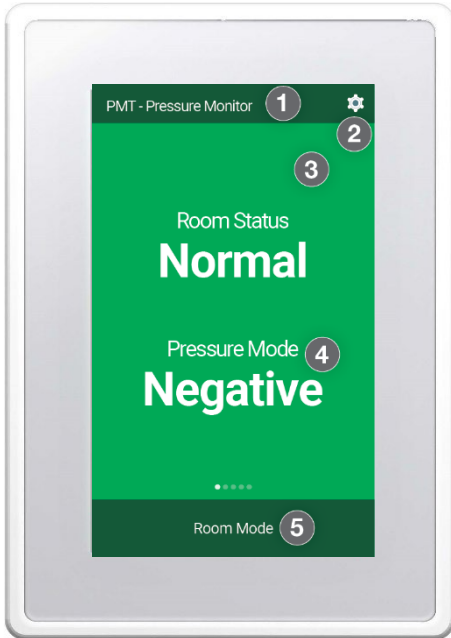 PMT - Pressure Monitor 1
2
3
Room Status
Normal
Pressure Mode 4
Negative
Room Mode 5